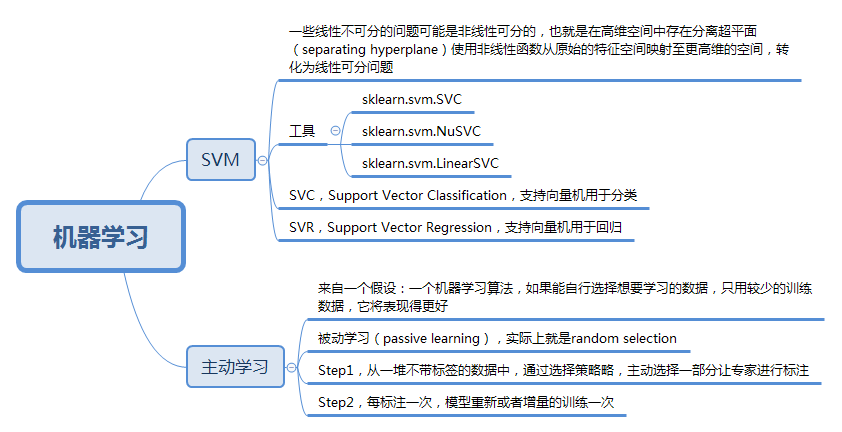 机器学习
SVM
一些线性不可分的问题可能是非线性可分的，也就是在高维空间中存在分离超平面
（separating hyperplane）使用非线性函数从原始的特征空间映射至更高维的空间，转
化为线性可分问题
工具
sklearn.svm.SVC
sklearn.svm.NuSVC
sklearn.svm.LinearSVC
SVC，Support Vector Classification，支持向量机用于分类
SVR，Support Vector Regression，支持向量机用于回归
主动学习
来自一个假设：一个机器学习算法，如果能自行选择想要学习的数据，只用较少的训练
数据，它将表现得更好
被动学习（passive learning），实际上就是random selection
Step1，从一堆不带标签的数据中，通过选择策略略，主动选择一部分让专家进行标注
Step2，每标注一次，模型重新或者增量的训练一次